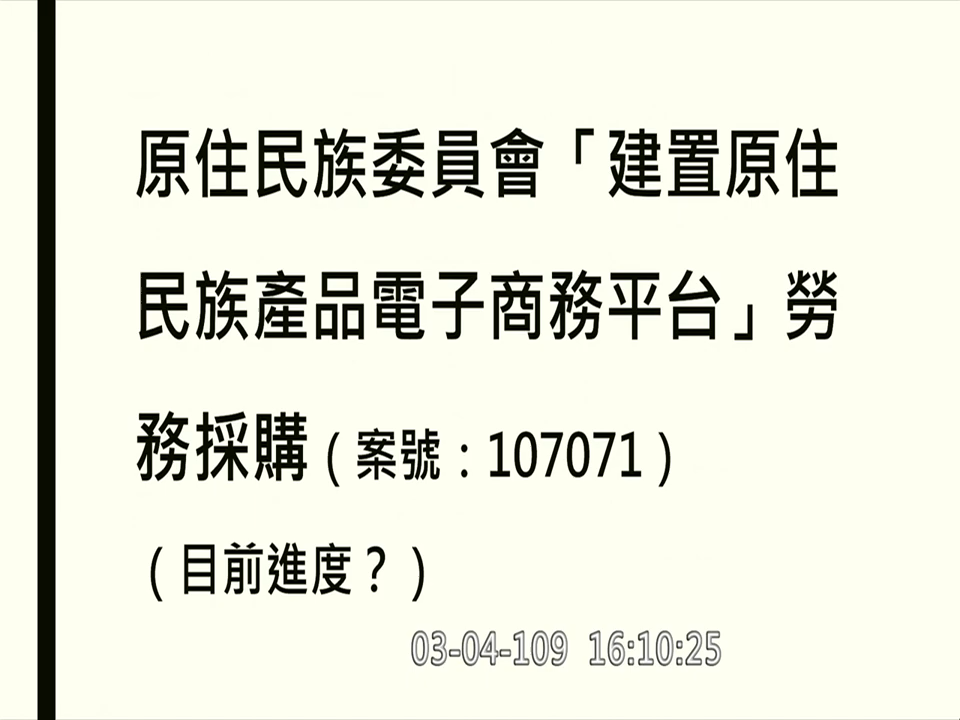 原住民族委員會「建置原住
民族產品電子商務平台」勞
務採購（案號：107071）
（目前進度？）
03-04-109 16:10:25